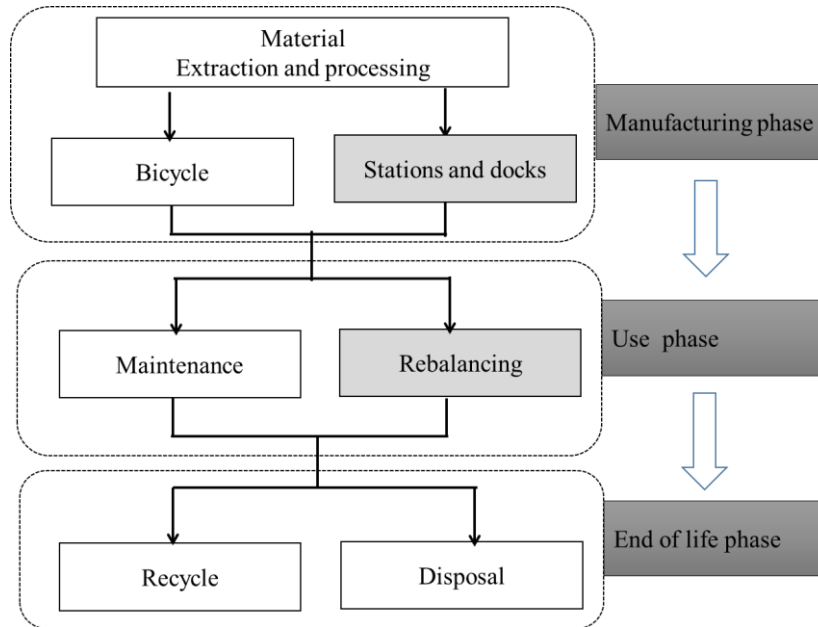 Material
Extraction and processing
Manufacturing phase
Bicycle
Stations and docks
Maintenance
Rebalancing
Use phase
Recycle
Disposal
End of life phase